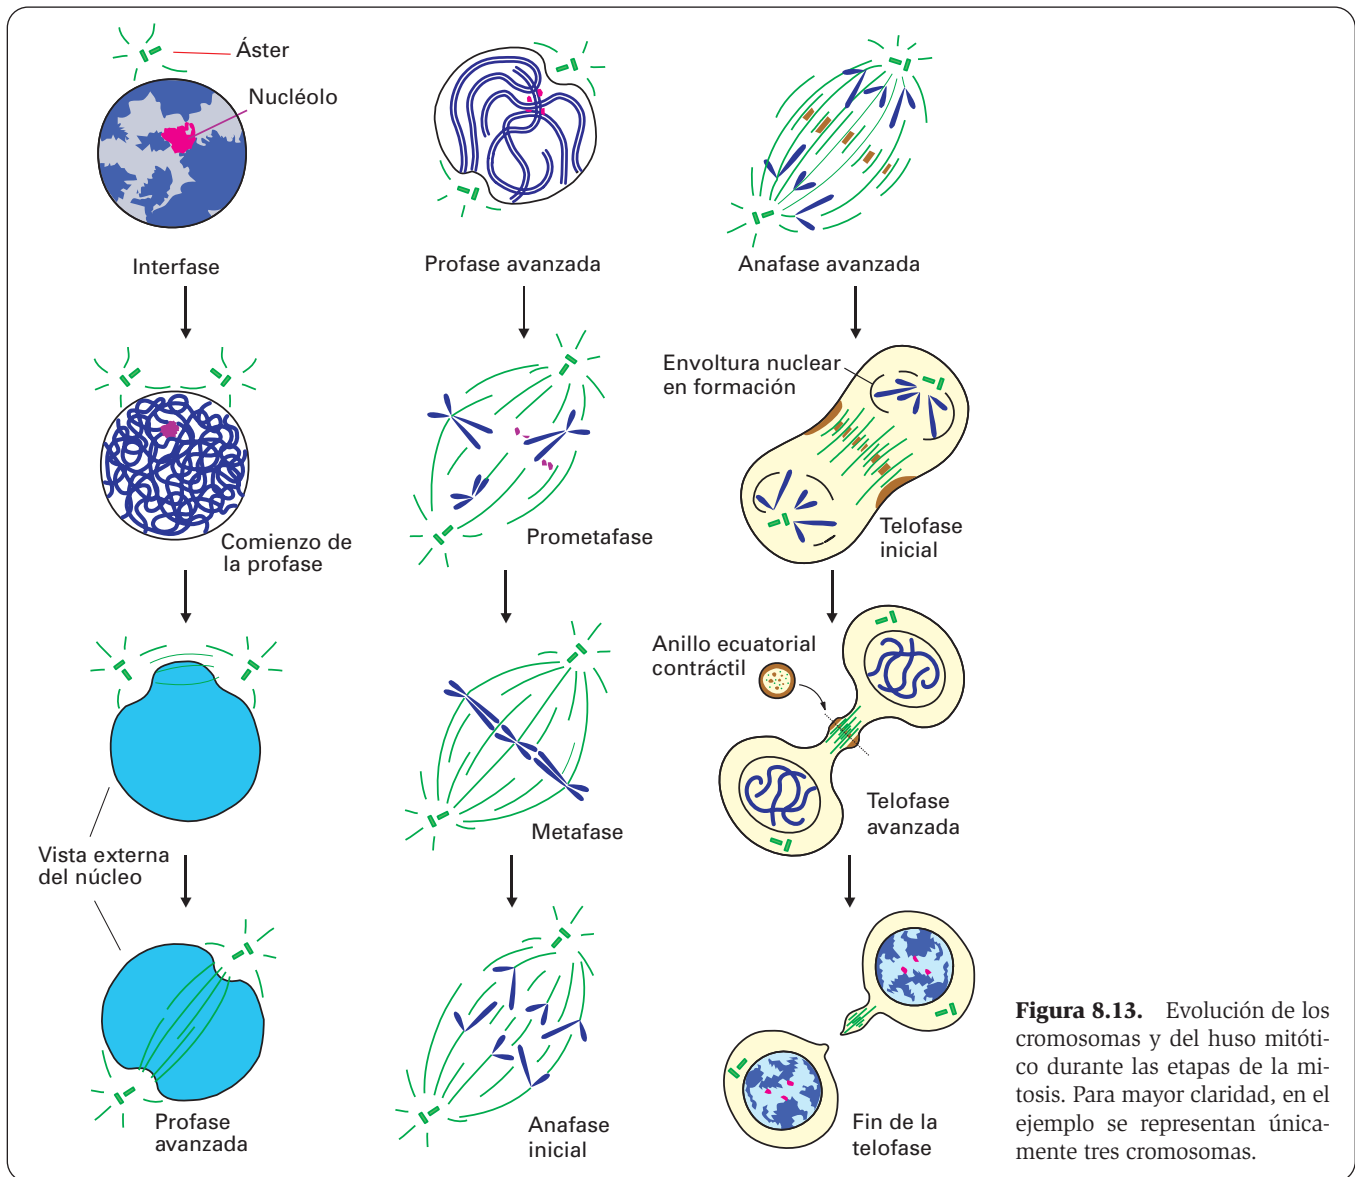 Áster
Nucléolo
Interfase
Comienzo de
la profase
Vista externa
del núcleo
Profase
avanzada
Profase avanzada
Prometafase
Metafase
Anafase
inicial
Anafase avanzada
Envoltura nuclear
en formación
Telofase
inicial
Anillo ecuatorial
contráctil
Telofase
avanzada
Fin de la
telofase
Figura 8.13. Evolución de los
cromosomas y del huso mitóti-
co durante las etapas de la mi-
tosis. Para mayor claridad, en el
ejemplo se representan única-
mente tres cromosomas.